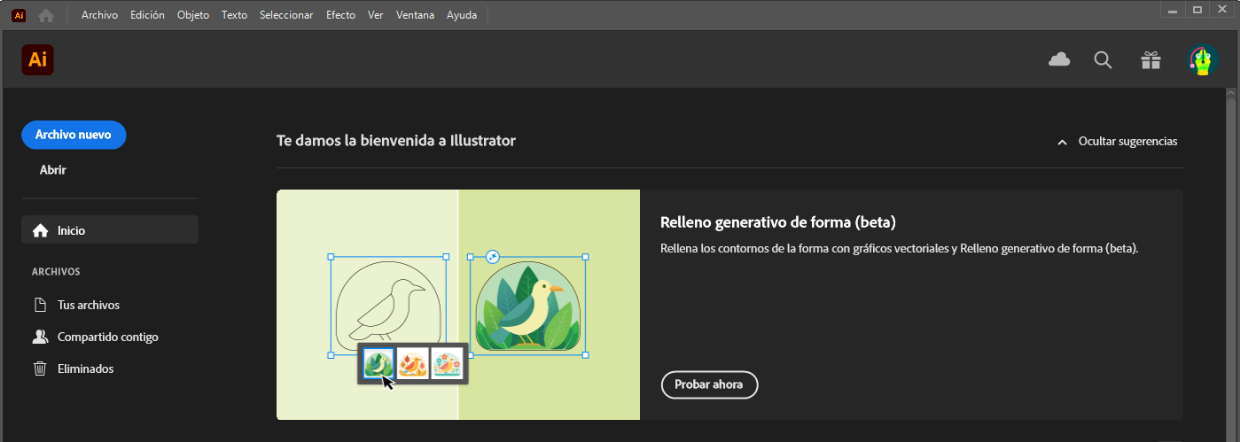 Ai Archivo Edición Objeto Texto Seleccionar Efecto Ver Ventana Ayuda
Ai
Archivo nuevo
Abrir
Inicio
ARCHIVOS
Tus archivos
Compartido contigo
Eliminados
Te damos la bienvenida a Illustrator
Ocultar sugerencias
Relleno generativo de forma (beta)
Rellena los contornos de la forma con gráficos vectoriales y Relleno generativo de forma (beta).
Probar ahora